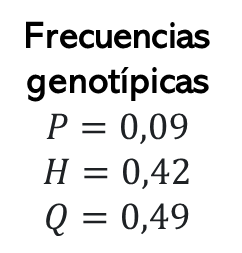 Frecuencias
genotípicas
P = 0,09
H = 0,42
Q = 0,49